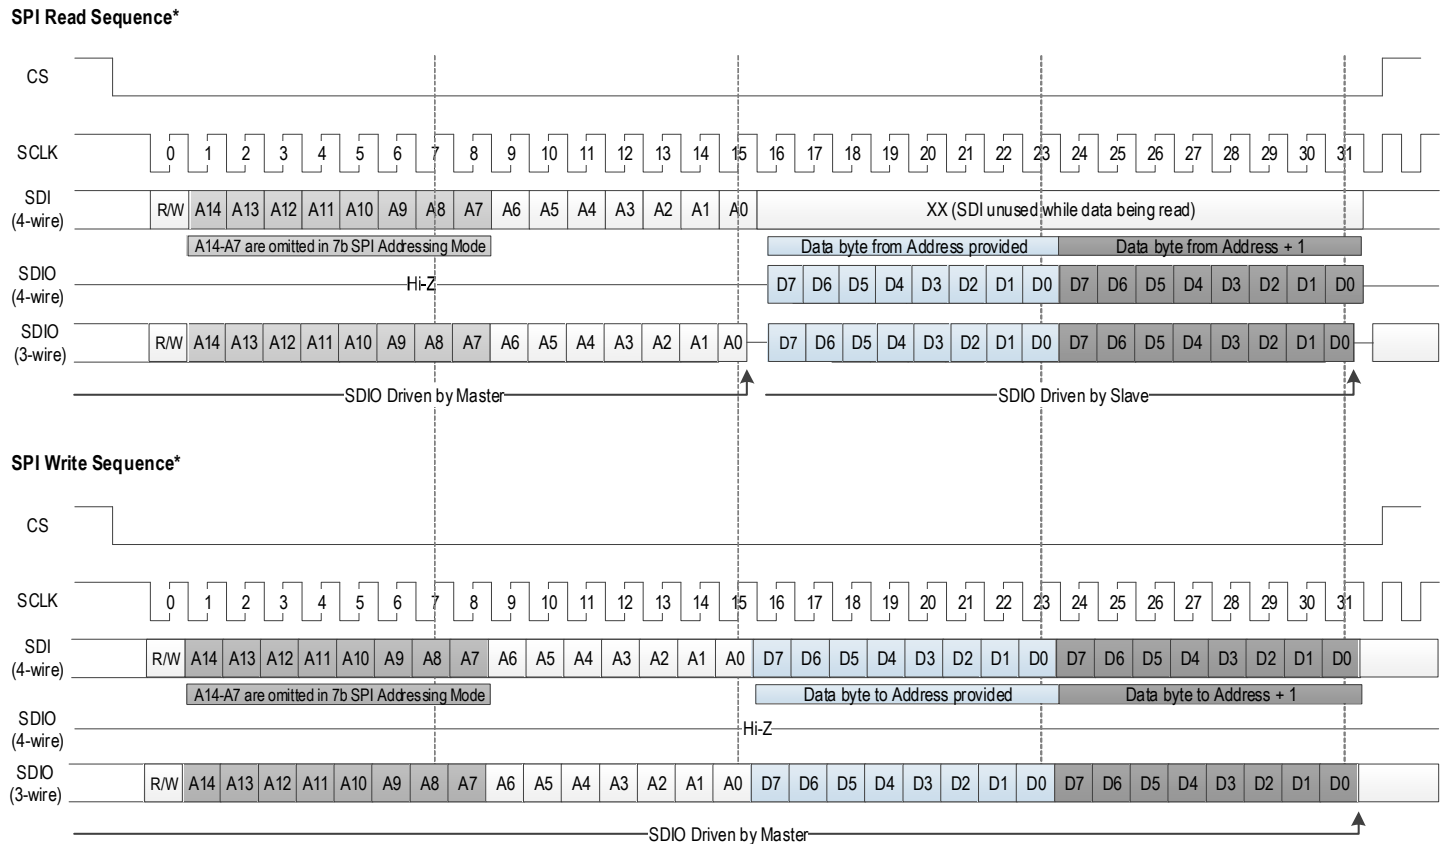 SPI Read Sequence*
CS
SCLK 0 1 2 3 4 5 6 7 8 9 10 11 12 13 14 15 16 17 18 19 20 21 22 23 24 25 26 27 28 29 30 31
SDI
(4-wire)
R/W A14 A13 A12 A11 A10 A9 A8 A7 A6 A5 A4 A3 A2 A1 A0 XX (SDI unused while data being read)
A14-A7 are omitted in 7b SPI Addressing Mode Data byte from Address provided Data byte from Address + 1
SDIO
(4-wire)
Hi-Z D7 D6 D5 D4 D3 D2 D1 D0 D7 D6 D5 D4 D3 D2 D1 D0
SDIO
(3-wire)
R/W A14 A13 A12 A11 A10 A9 A8 A7 A6 A5 A4 A3 A2 A1 A0 D7 D6 D5 D4 D3 D2 D1 D0 D7 D6 D5 D4 D3 D2 D1 D0
SDIO Driven by Master SDIO Driven by Slave
SPI Write Sequence*
CS
SCLK 0 1 2 3 4 5 6 7 8 9 10 11 12 13 14 15 16 17 18 19 20 21 22 23 24 25 26 27 28 29 30 31
SDI
(4-wire)
R/W A14 A13 A12 A11 A10 A9 A8 A7 A6 A5 A4 A3 A2 A1 A0 D7 D6 D5 D4 D3 D2 D1 D0 D7 D6 D5 D4 D3 D2 D1 D0
A14-A7 are omitted in 7b SPI Addressing Mode Data byte to Address provided Data byte to Address + 1
SDIO
(4-wire)
Hi-Z
SDIO
(3-wire)
R/W A14 A13 A12 A11 A10 A9 A8 A7 A6 A5 A4 A3 A2 A1 A0 D7 D6 D5 D4 D3 D2 D1 D0 D7 D6 D5 D4 D3 D2 D1 D0
SDIO Driven by Master